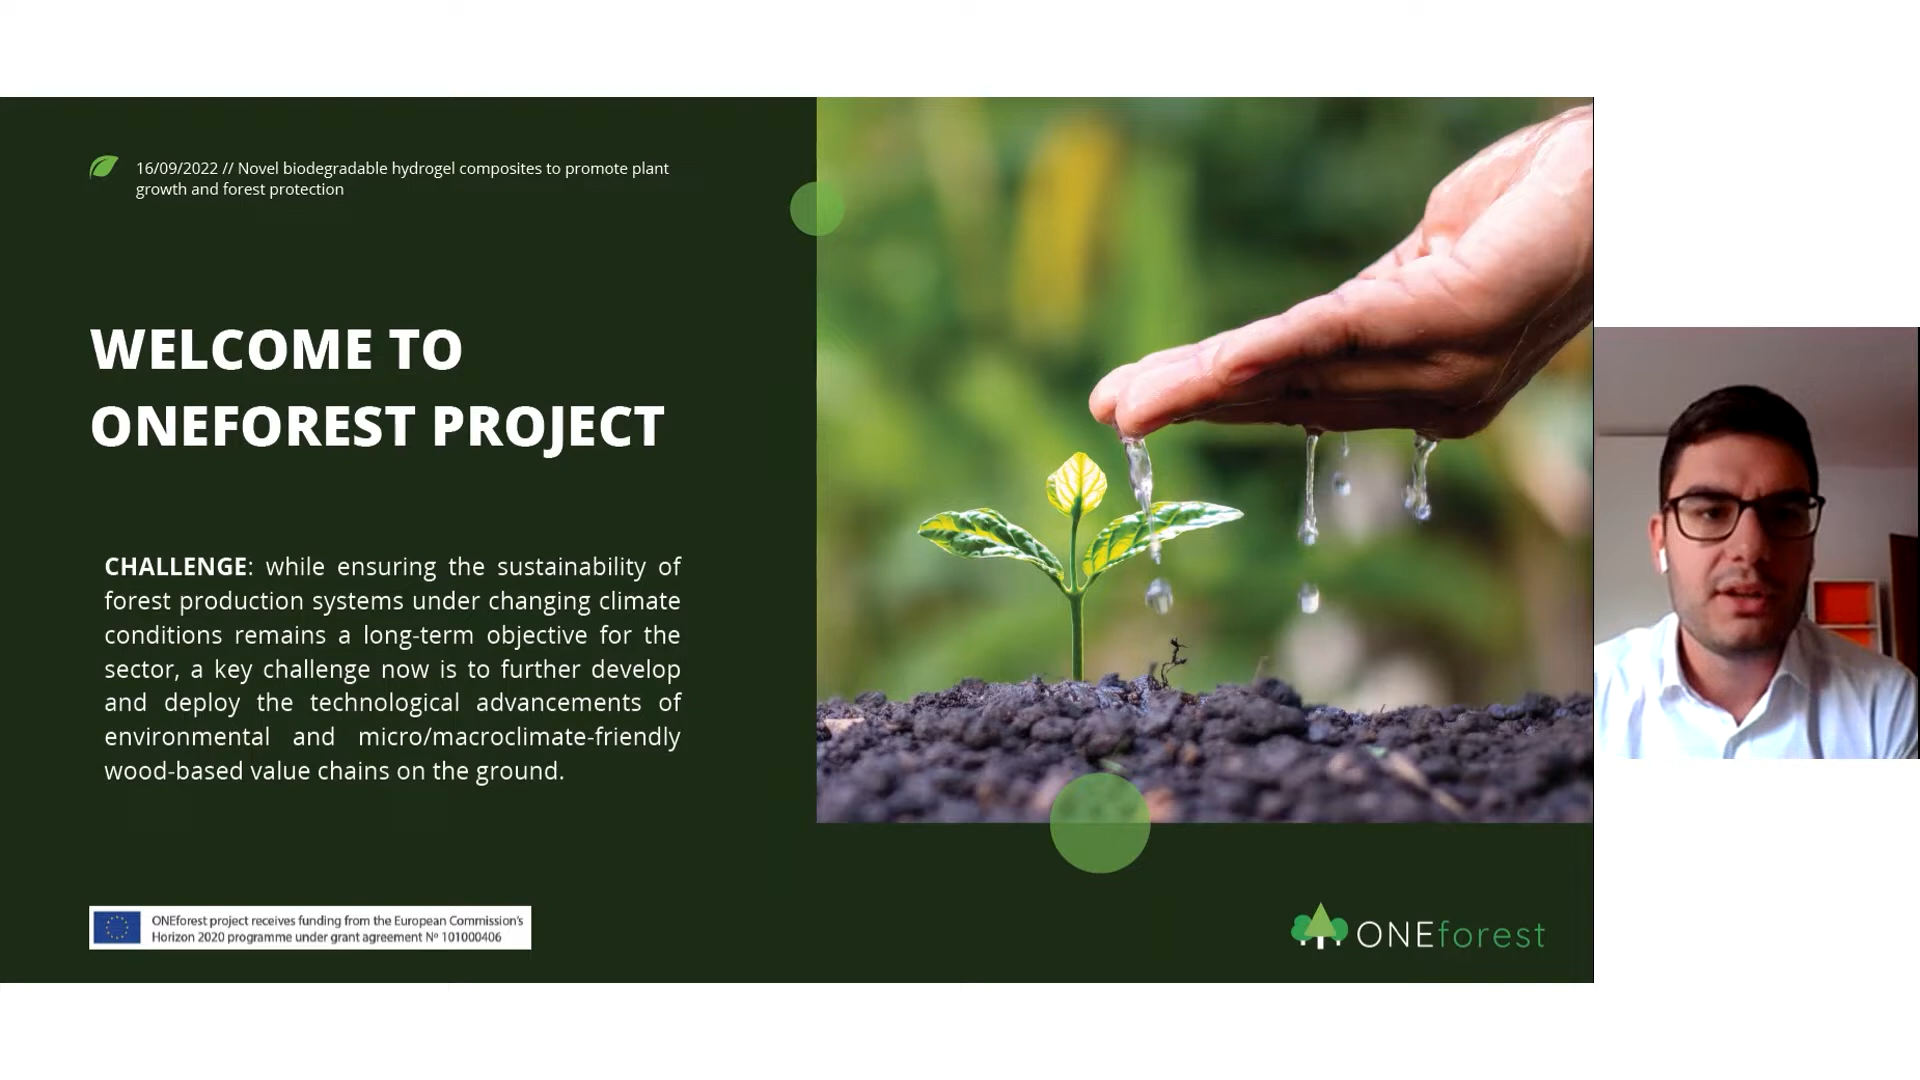 16/09/2022 // Novel biodegradable hydrogel composites to promote plant
growth and forest protection
WELCOME TO
ONEFOREST PROJECT
CHALLENGE: while ensuring the sustainability of
forest production systems under changing climate
conditions remains a long-term objective for the
sector, a key challenge now is to further develop
and deploy the technological advancements of
environmental and micro/macroclimate-friendly
wood-based value chains on the ground.
ONEforest project receives funding from the European Commission's
Horizon 2020 programme under grant agreement Nº 101000406
ONEforest